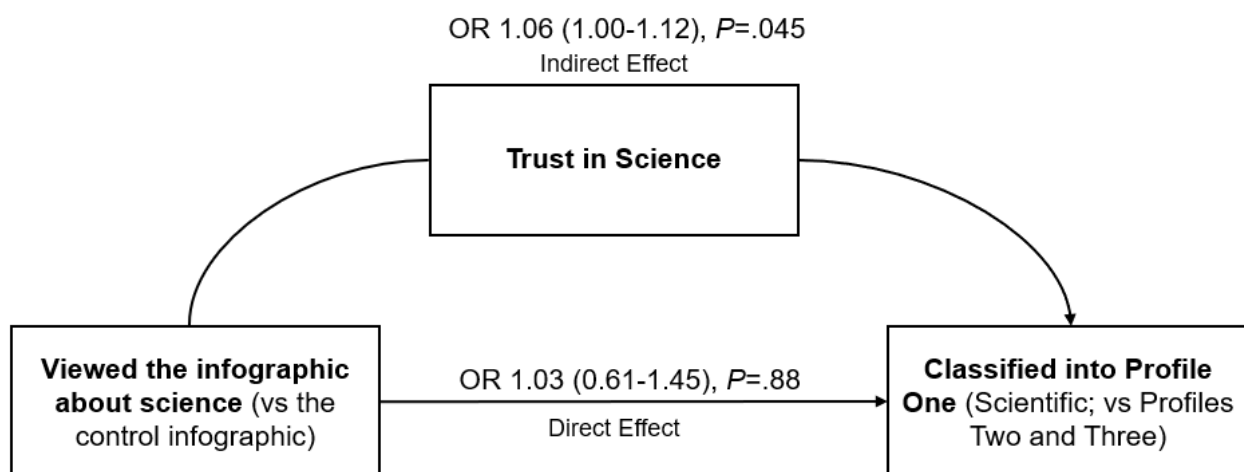 OR 1.06 (1.00-1.12), P=.045
Indirect Effect
Trust in Science
Viewed the infographic
about science (vs the
control infographic)
OR 1.03 (0.61-1.45), P=.88
Direct Effect
Classified into Profile
One (Scientific; vs Profiles
Two and Three)